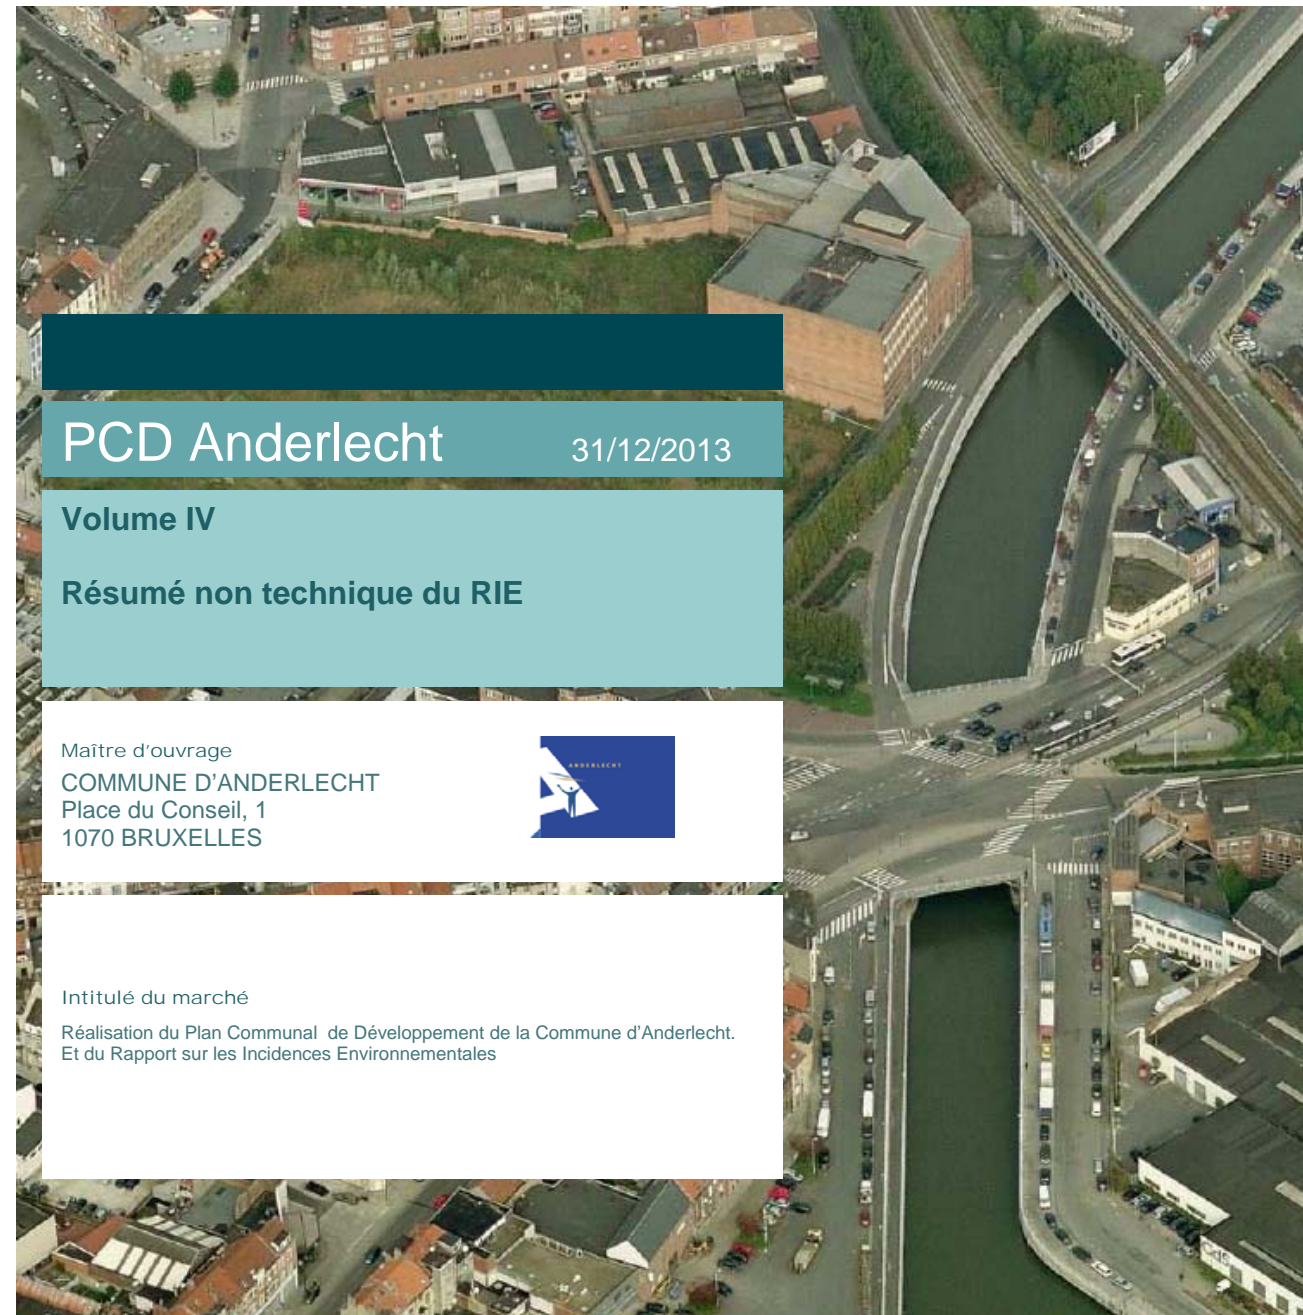 PCD Anderlecht 31/12/2013
Volume IV
Résumé non technique du RIE
Maître d'ouvrage
COMMUNE D'ANDERLECHT
Place du Conseil, 1
1070 BRUXELLES
ANDERLECHT
Intitulé du marché
Réalisation du Plan Communal de Développement de la Commune d'Anderlecht.
Et du Rapport sur les Incidences Environnementales